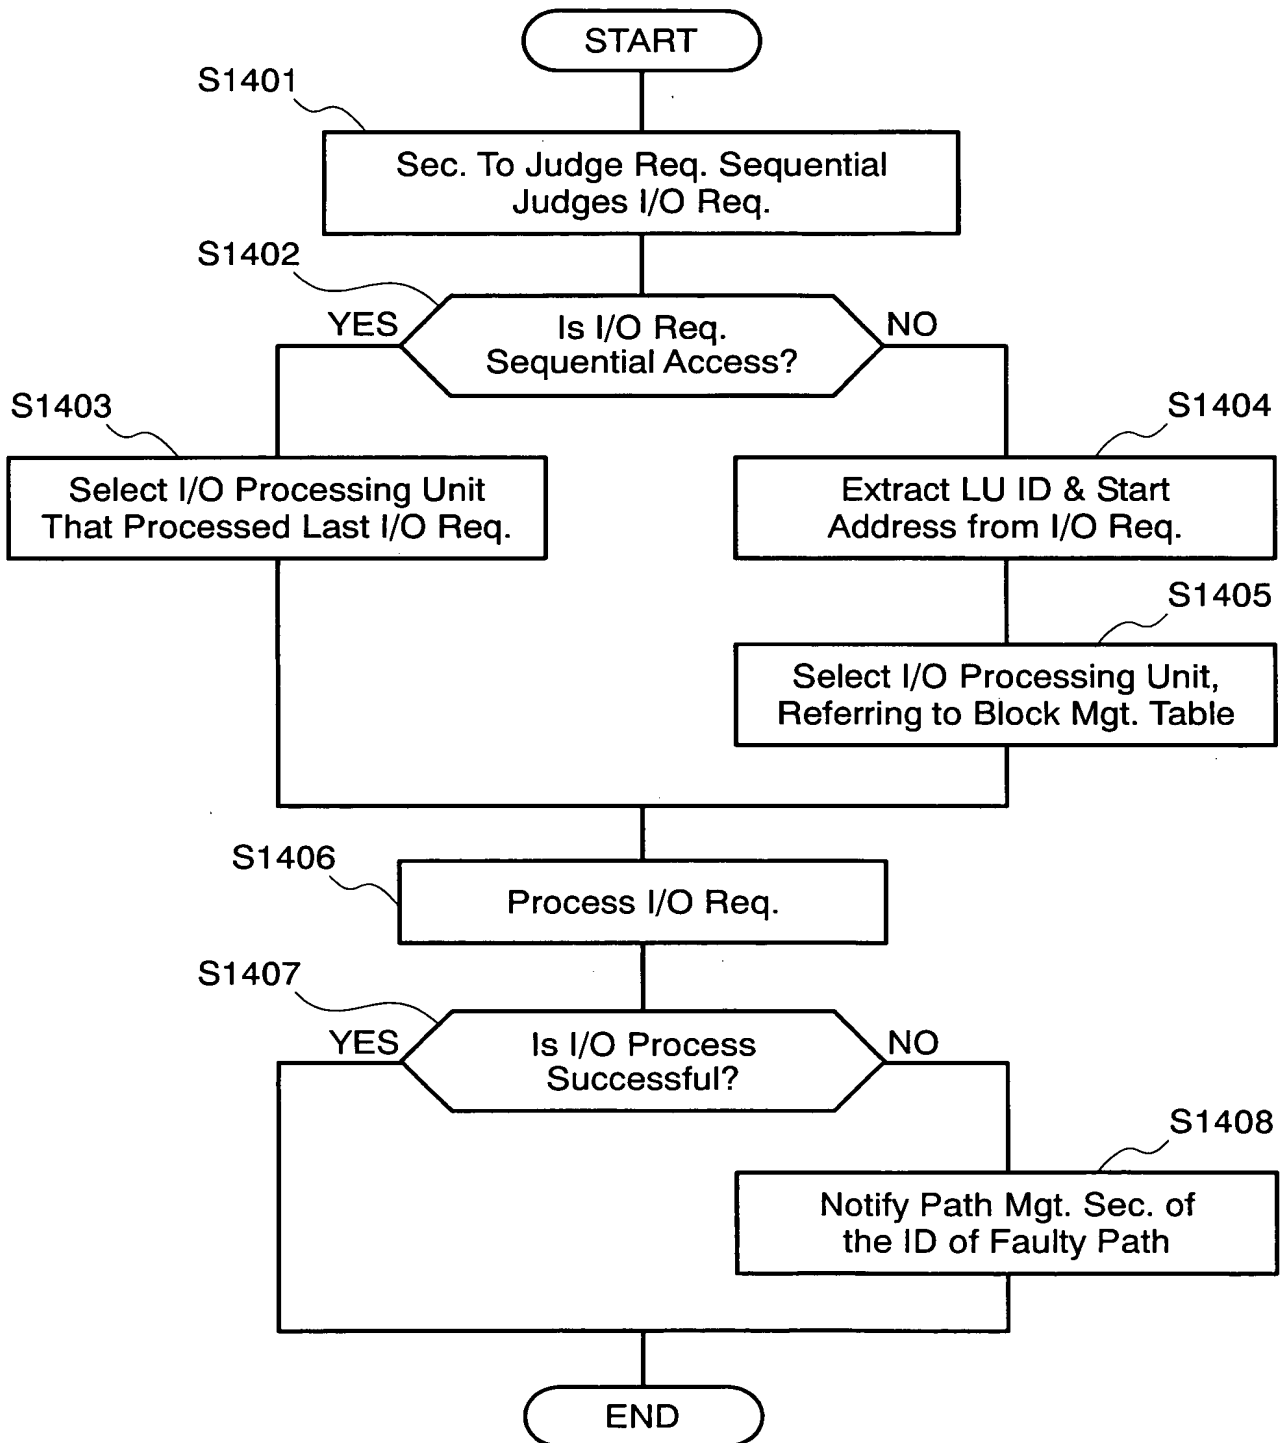 START
S1401
Sec. To Judge Req. Sequential
Judges I/O Req.
S1402
YES
Is I/O Req.
Sequential Access?
NO
S1403
Select I/O Processing Unit
That Processed Last I/O Req.
S1404
Extract LU ID & Start
Address from I/O Req.
S1405
Select I/O Processing Unit,
Referring to Block Mgt. Table
S1406
Process I/O Req.
S1407
YES
Is I/O Process
Successful?
NO
S1408
Notify Path Mgt. Sec. of
the ID of Faulty Path
END